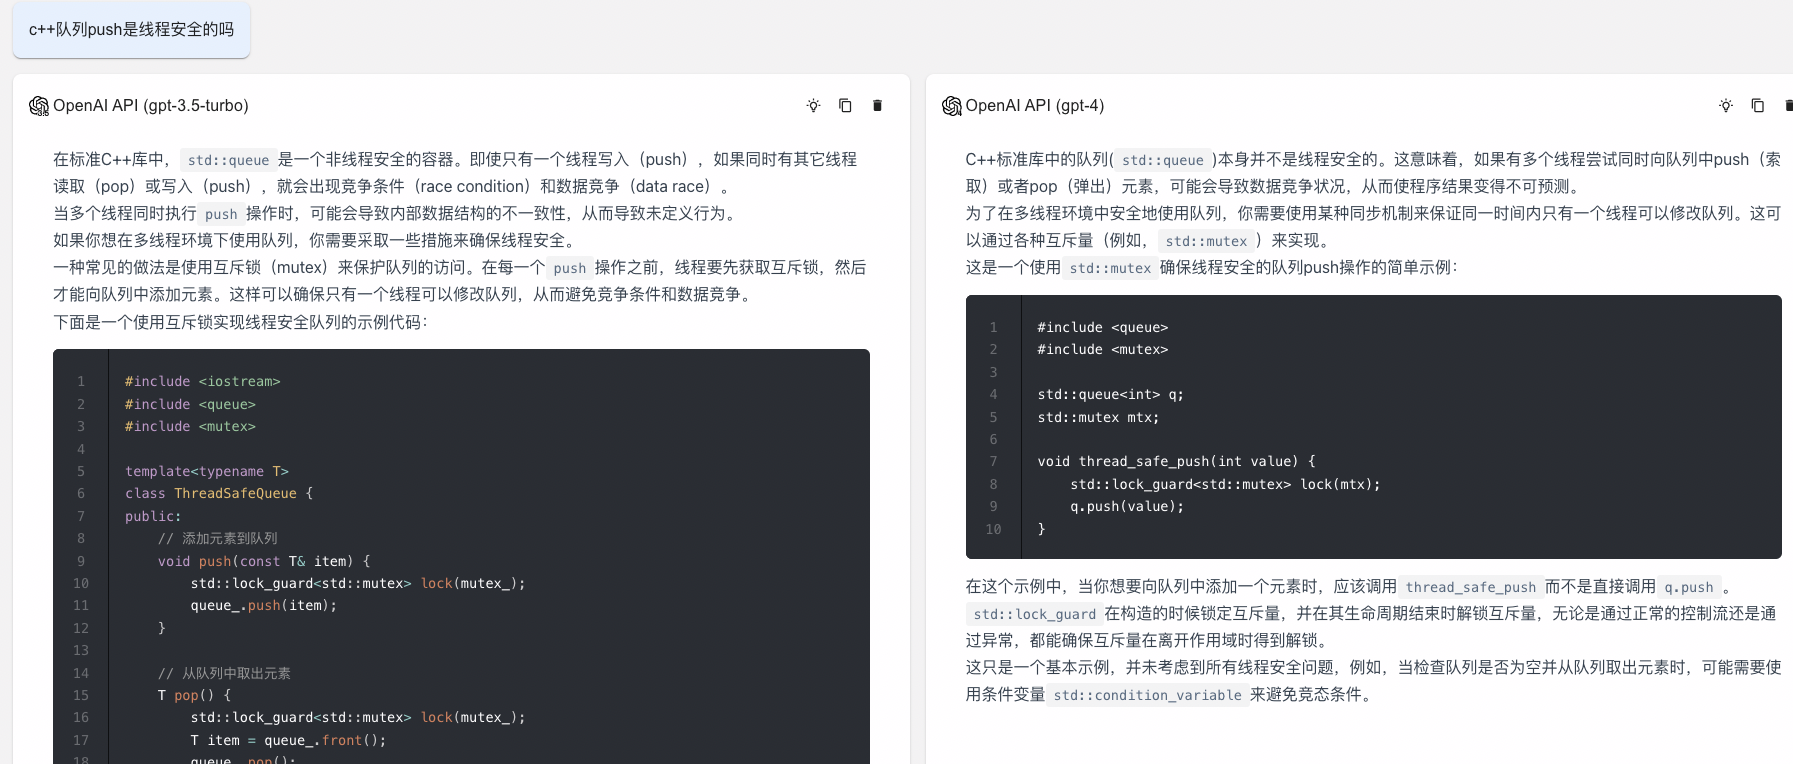 c++队列push是线程安全的吗
OpenAI API (gpt-3.5-turbo)
在标准C++库中， std::queue 是一个非线程安全的容器。即使只有一个线程写入（push），如果同时有其它线程
读取（pop）或写入（push），就会出现竞争条件（race condition）和数据竞争（data race）。
当多个线程同时执行 push 操作时，可能会导致内部数据结构的不一致性，从而导致未定义行为。
如果你想在多线程环境下使用队列，你需要采取一些措施来确保线程安全。
一种常见的做法是使用互斥锁（mutex）来保护队列的访问。在每一个 push 操作之前，线程要先获取互斥锁，然后
才能向队列中添加元素。这样可以确保只有一个线程可以修改队列，从而避免竞争条件和数据竞争。
下面是一个使用互斥锁实现线程安全队列的示例代码：
1 #include <iostream>
2 #include <queue>
3 #include <mutex>
4
5 template<typename T>
6 class ThreadSafeQueue {
7 public:
8     // 添加元素到队列
9     void push(const T& item) {
10         std::lock_guard<std::mutex> lock(mutex_);
11         queue_.push(item);
12     }
13
14     // 从队列中取出元素
15     T pop() {
16         std::lock_guard<std::mutex> lock(mutex_);
17         T item = queue_.front();
18         queue_.pop();
OpenAI API (gpt-4)
C++标准库中的队列( std::queue )本身并不是线程安全的。这意味着，如果有多个线程尝试同时向队列中push（索
取）或者pop（弹出）元素，可能会导致数据竞争状况，从而使程序结果变得不可预测。
为了在多线程环境中安全地使用队列，你需要使用某种同步机制来保证同一时间内只有一个线程可以修改队列。这可
以通过各种互斥量（例如， std::mutex ）来实现。
这是一个使用 std::mutex 确保线程安全的队列push操作的简单示例：
1 #include <queue>
2 #include <mutex>
3
4 std::queue<int> q;
5 std::mutex mtx;
6
7 void thread_safe_push(int value) {
8     std::lock_guard<std::mutex> lock(mtx);
9     q.push(value);
10 }
在这个示例中，当你想要向队列中添加一个元素时，应该调用 thread_safe_push 而不是直接调用 q.push 。
std::lock_guard 在构造的时候锁定互斥量，并在其生命周期结束时解锁互斥量，无论是通过正常的控制流还是通
过异常，都能确保互斥量在离开作用域时得到解锁。
这只是一个基本示例，并未考虑到所有线程安全问题，例如，当检查队列是否为空并从队列取出元素时，可能需要使
用条件变量 std::condition_variable 来避免竞态条件。